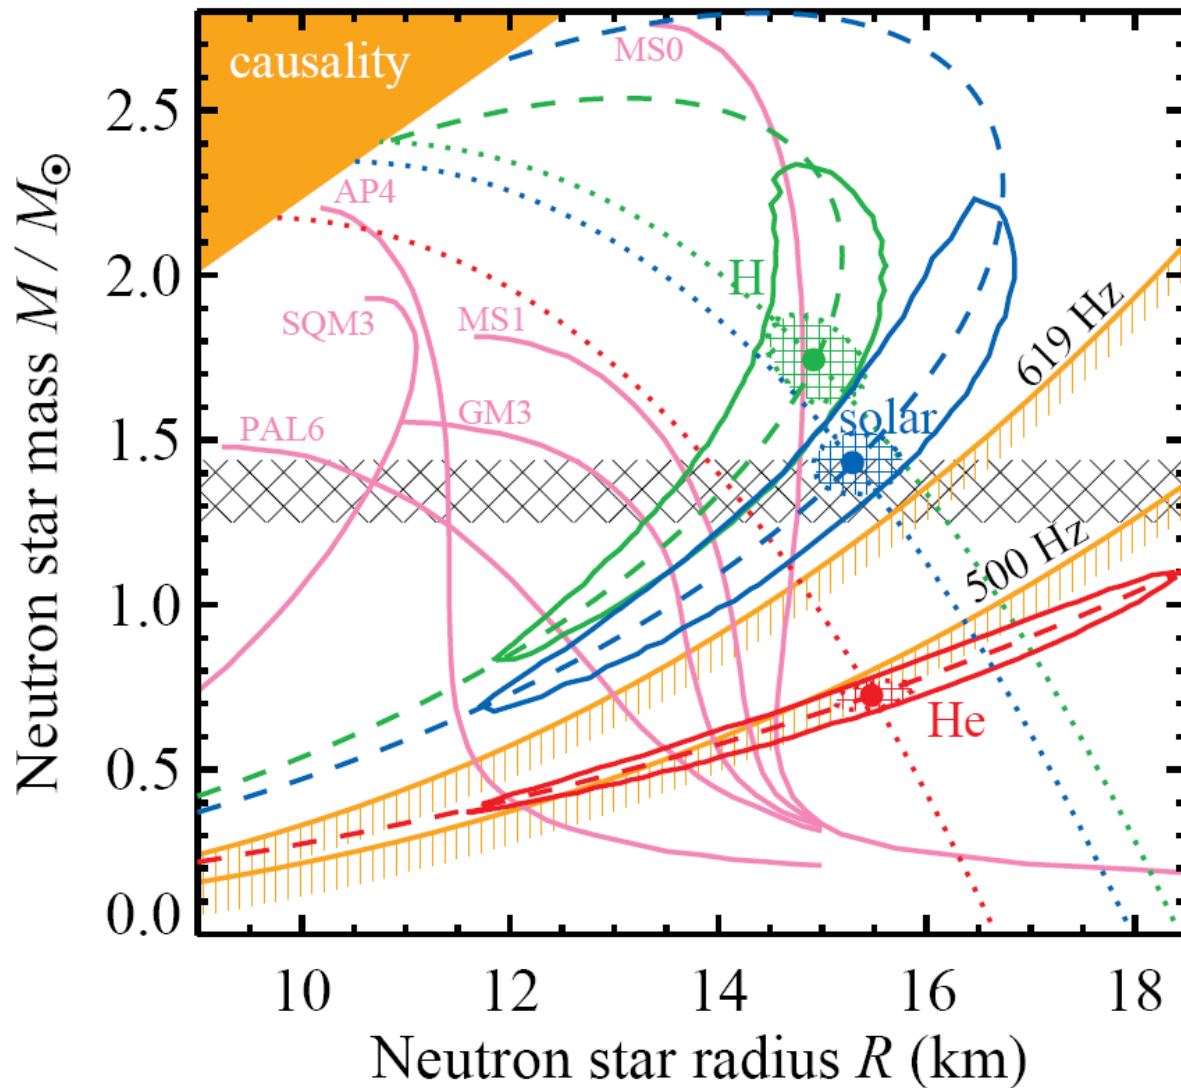 causality
MS0
2.5
AP4
2.0
H
SQM3
MS1
619 Hz
PAL6
GM3
solar
1.5
500 Hz
1.0
He
0.5
0.0
10 12 14 16 18
Neutron star radius R (km)
Neutron star mass M / M☉